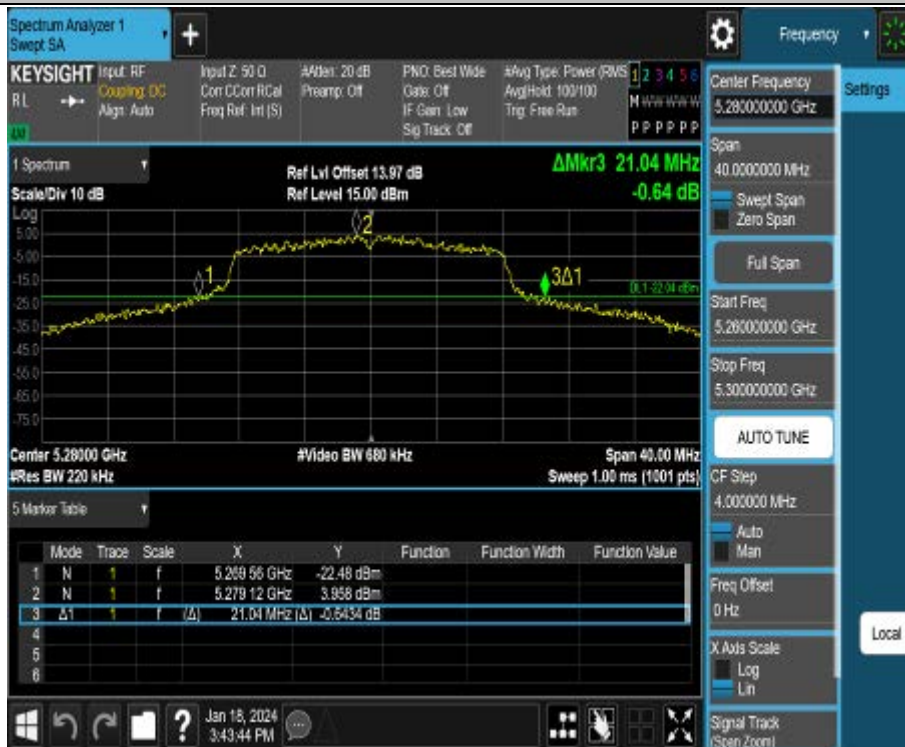 Spectrum Analyzer 1
Swept SA
+
Frequency
KEYSIGHT
RL
Input: RF
Coupling: DC
Align: Auto
Input Z: 50 Ω
Corr CCorr RCal
Freq Ref: Int (S)
#Atten: 20 dB
Preamp: Off
PNO: Best Wide
Gate: Off
IF Gain: Low
Sig Track: Off
#Avg Type: Power (RMS
Avg|Hold: 100/100
Trig: Free Run
1 2 3 4 5 6
M W W W W W
P P P P P P
1 Spectrum
Scale/Div 10 dB
Log
Ref Lvl Offset 13.97 dB
Ref Level 15.00 dBm
ΔMkr3 21.04 MHz
-0.64 dB
5.00
-5.00
-15.0
-25.0
-35.0
-45.0
-55.0
-65.0
-75.0
1
2
3Δ1
DL1 -22.04 dBm
Center 5.28000 GHz
#Res BW 220 kHz
#Video BW 680 kHz
Span 40.00 MHz
Sweep 1.00 ms (1001 pts)
5 Marker Table
Mode Trace Scale X Y Function Function Width Function Value
1 N 1 f 5.269 56 GHz -22.48 dBm
2 N 1 f 5.279 12 GHz 3.958 dBm
3 Δ1 1 f (Δ) 21.04 MHz (Δ) -0.6434 dB
4
5
6
Jan 18, 2024
3:43:44 PM
?
Center Frequency
5.280000000 GHz
Span
40.0000000 MHz
Swept Span
Zero Span
Full Span
Start Freq
5.260000000 GHz
Stop Freq
5.300000000 GHz
AUTO TUNE
CF Step
4.000000 MHz
Auto
Man
Freq Offset
0 Hz
X Axis Scale
Log
Lin
Signal Track
(Span Zoom)
Settings
Local